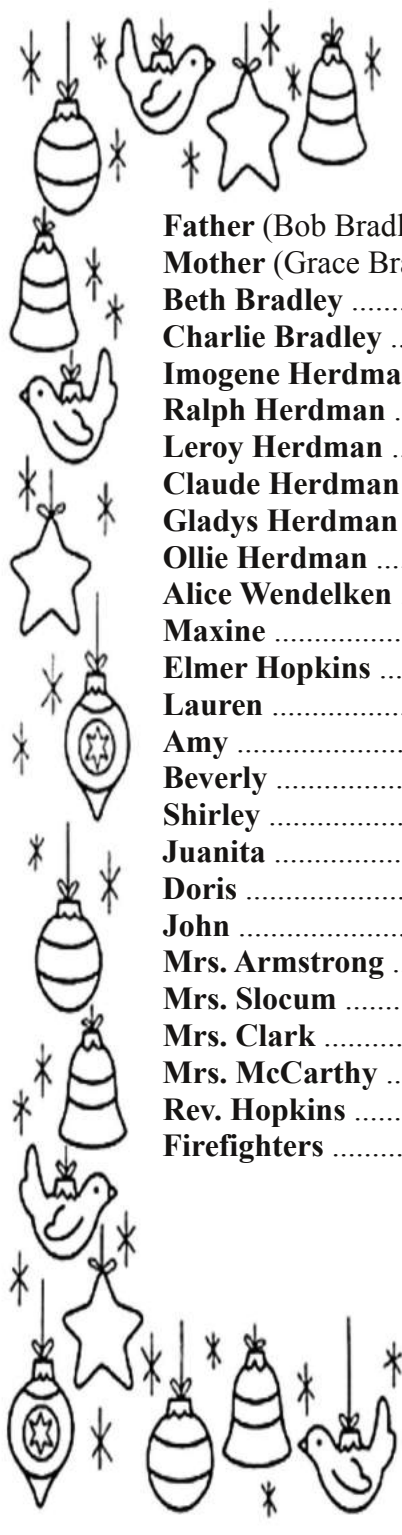 Father (Bob Bradl
Mother (Grace Bra
Beth Bradley ........
Charlie Bradley ..
Imogene Herdma
Ralph Herdman .
Leroy Herdman ..
Claude Herdman
Gladys Herdman
Ollie Herdman ....
Alice Wendelken
Maxine ..................
Elmer Hopkins ...
Lauren ...................
Amy .......................
Beverly ..................
Shirley ...................
Juanita ..................
Doris ......................
John .......................
Mrs. Armstrong .
Mrs. Slocum ........
Mrs. Clark ...........
Mrs. McCarthy ..
Rev. Hopkins .......
Firefighters ..........